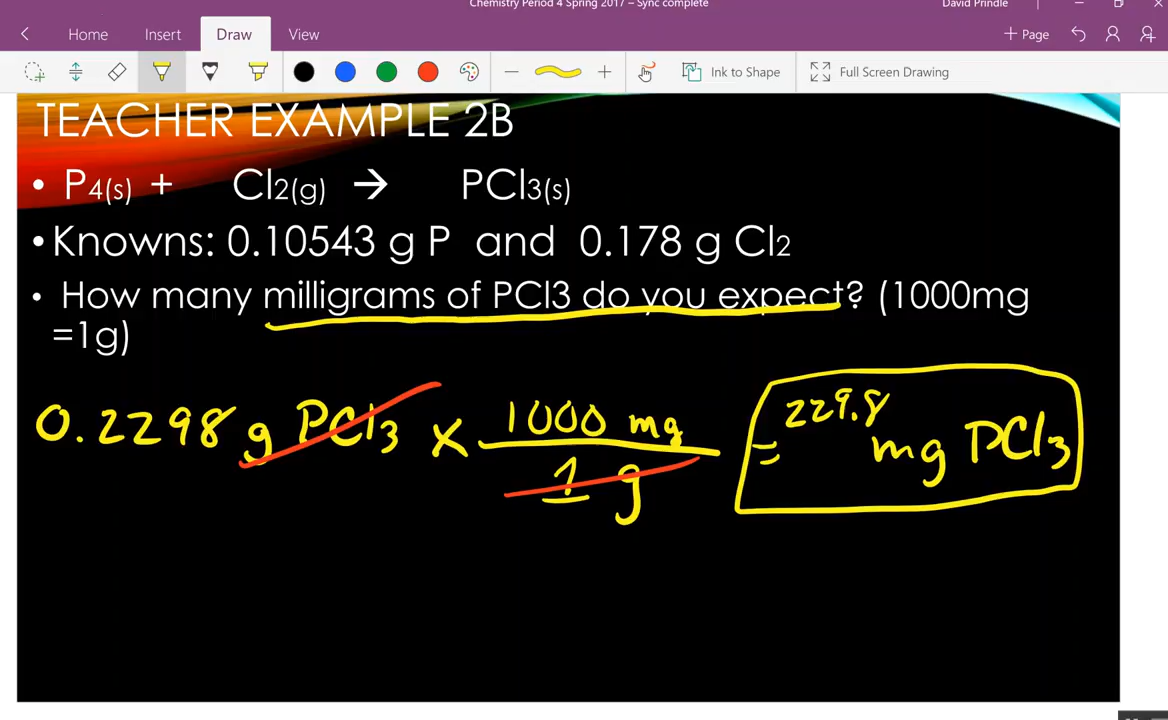 Chemistry Period 4 Spring 2017 – Sync complete
David Prindle
Home Insert Draw View
+ Page
Ink to Shape
Full Screen Drawing
TEACHER EXAMPLE 2B
• P4(s) + Cl2(g) → PCl3(s)
• Knowns: 0.10543 g P and 0.178 g Cl2
• How many milligrams of PCl3 do you expect? (1000mg
=1g)
0.2298 g PCl3 x 1000 mg
1 g
= 229.8 mg PCl3